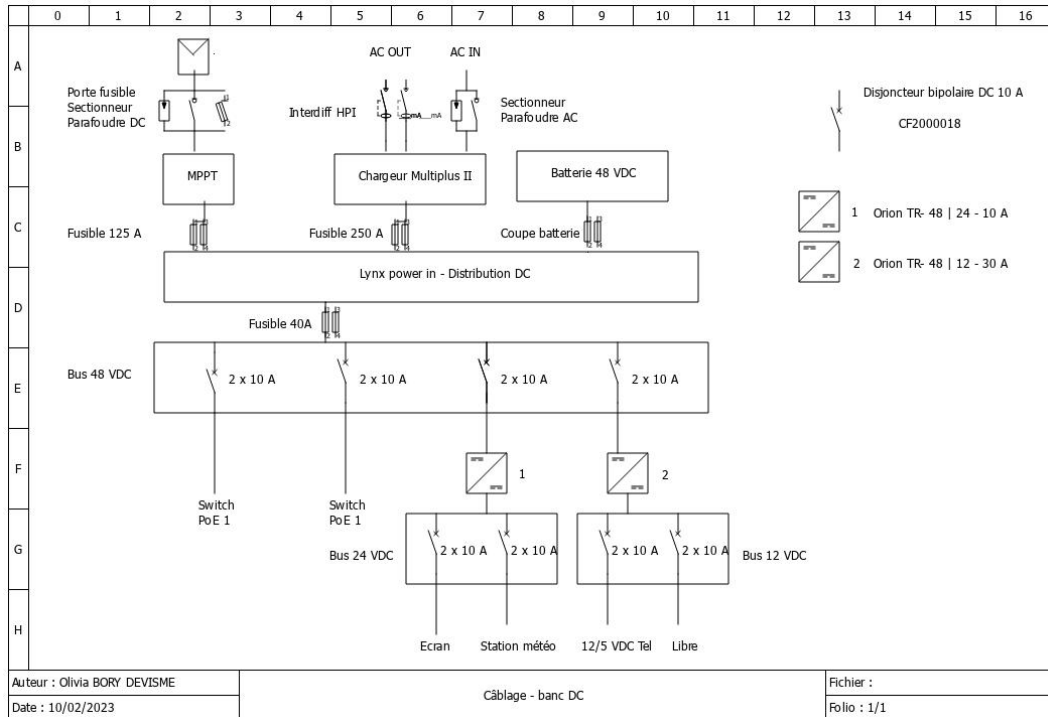 0 1 2 3 4 5 6 7 8 9 10 11 12 13 14 15 16
A
AC OUT AC IN
Porte fusible
Sectionneur
Parafoudre DC
Interdiff HPI
mA mA
Sectionneur
Parafoudre AC
Disjoncteur bipolaire DC 10 A
CF2000018
B
MPPT
Chargeur Multiplus II
Batterie 48 VDC
C
Fusible 125 A
Fusible 250 A
Coupe batterie
1 Orion TR- 48 | 24 - 10 A
2 Orion TR- 48 | 12 - 30 A
Lynx power in - Distribution DC
D
Fusible 40A
Bus 48 VDC
E
2 x 10 A 2 x 10 A 2 x 10 A 2 x 10 A
F
1 2
Switch
PoE 1
Switch
PoE 1
G
Bus 24 VDC
2 x 10 A 2 x 10 A 2 x 10 A 2 x 10 A
Bus 12 VDC
H
Ecran Station météo 12/5 VDC Tel Libre
Auteur : Olivia BORY DEVISME
Date : 10/02/2023
Câblage - banc DC
Fichier :
Folio : 1/1